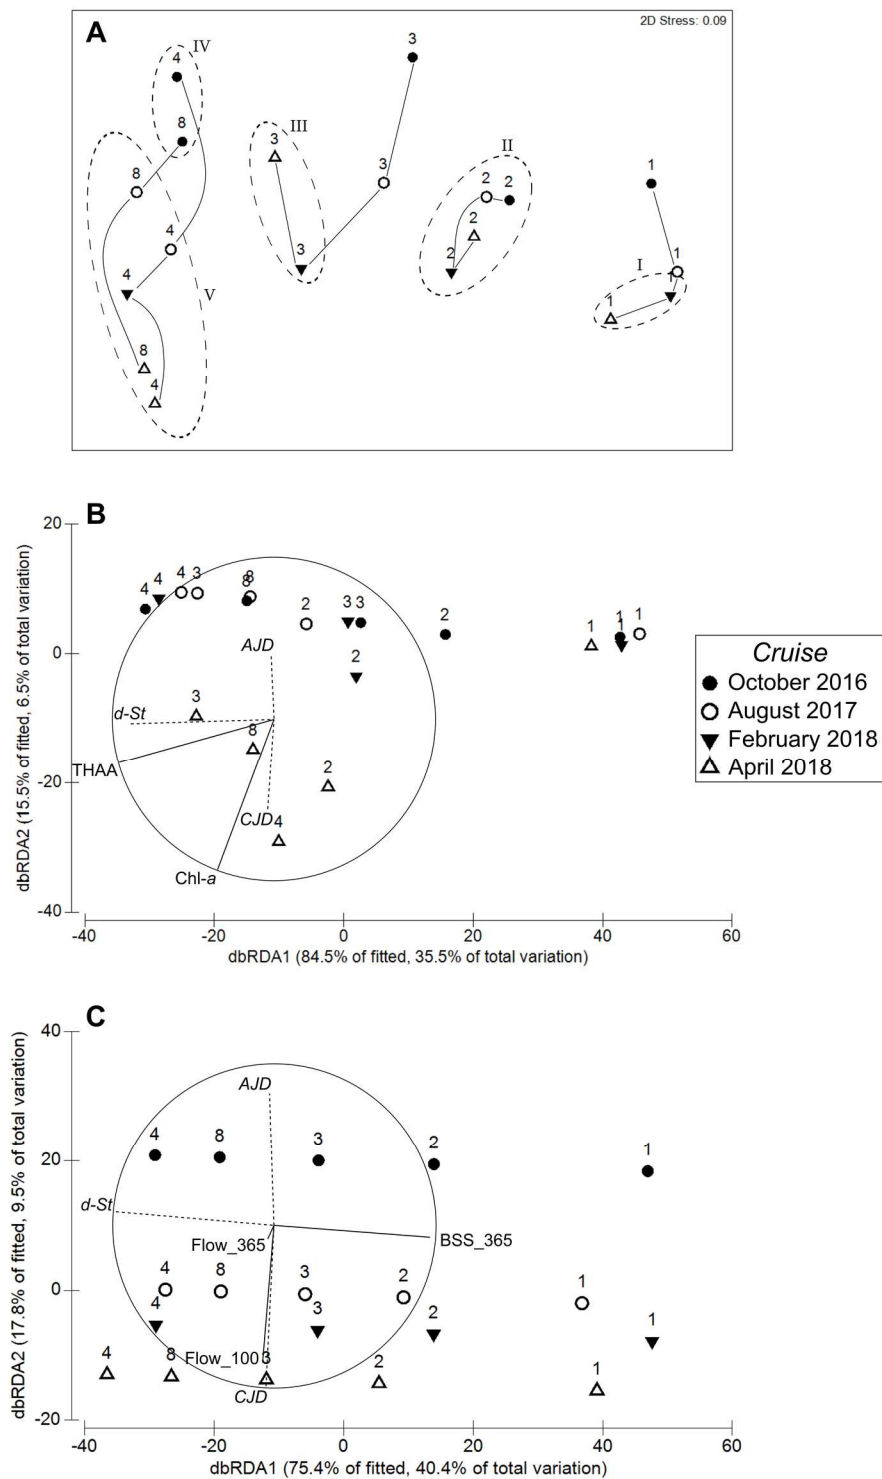 A
2D Stress: 0.09
IV
4
3
8
III
II
8
3
3
2
2
1
4
2
4
V
3
2
1
I
1
1
8
4
B
20
0
-20
-40
dbRDA2 (15.5% of fitted, 6.5% of total variation)
4
4
4
3
8
8
2
3
3
2
1
1
1
1
AJD
2
3
d-St
8
THAA
2
CJD
4
Chl-a
-40
-20
0
20
40
60
dbRDA1 (84.5% of fitted, 35.5% of total variation)
Cruise
October 2016
August 2017
February 2018
April 2018
C
40
20
0
-20
dbRDA2 (17.8% of fitted, 9.5% of total variation)
AJD
4
8
3
2
1
d-St
Flow_365
BSS_365
4
8
3
2
1
4
3
2
1
4
8
Flow_100
3
2
1
CJD
-40
-20
0
20
40
60
dbRDA1 (75.4% of fitted, 40.4% of total variation)